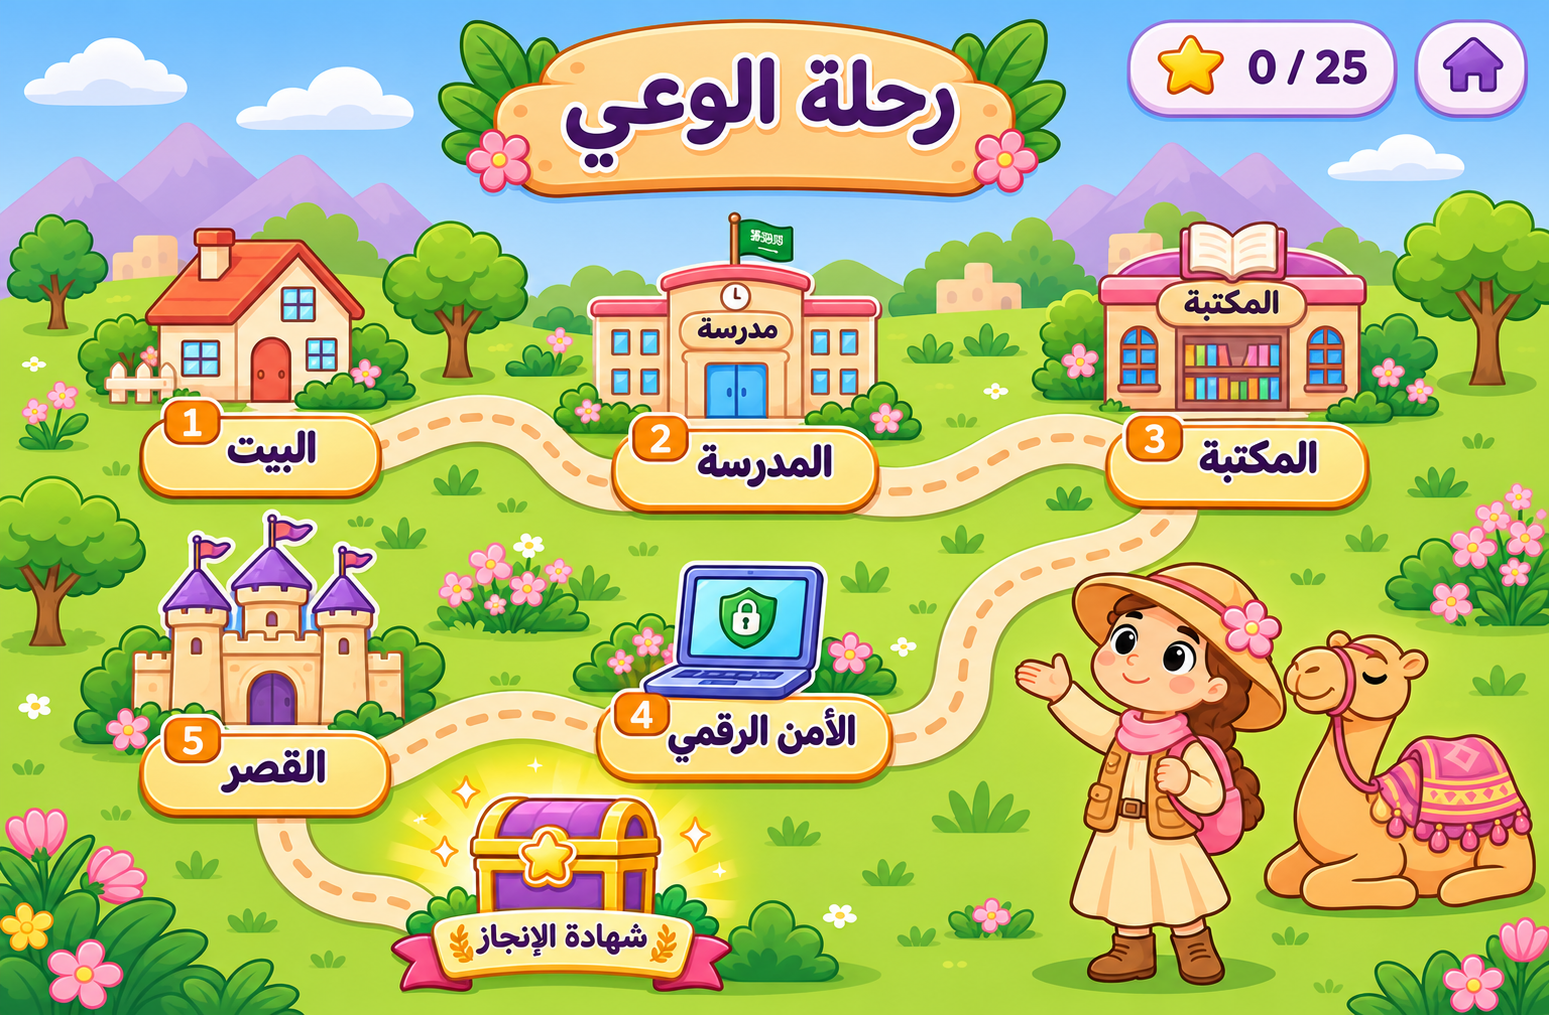 رحلة الوعي
0 / 25
مدرسة
المكتبة
1
البيت
2
المدرسة
3
المكتبة
4
الأمن الرقمي
5
القصر
شهادة الإنجاز